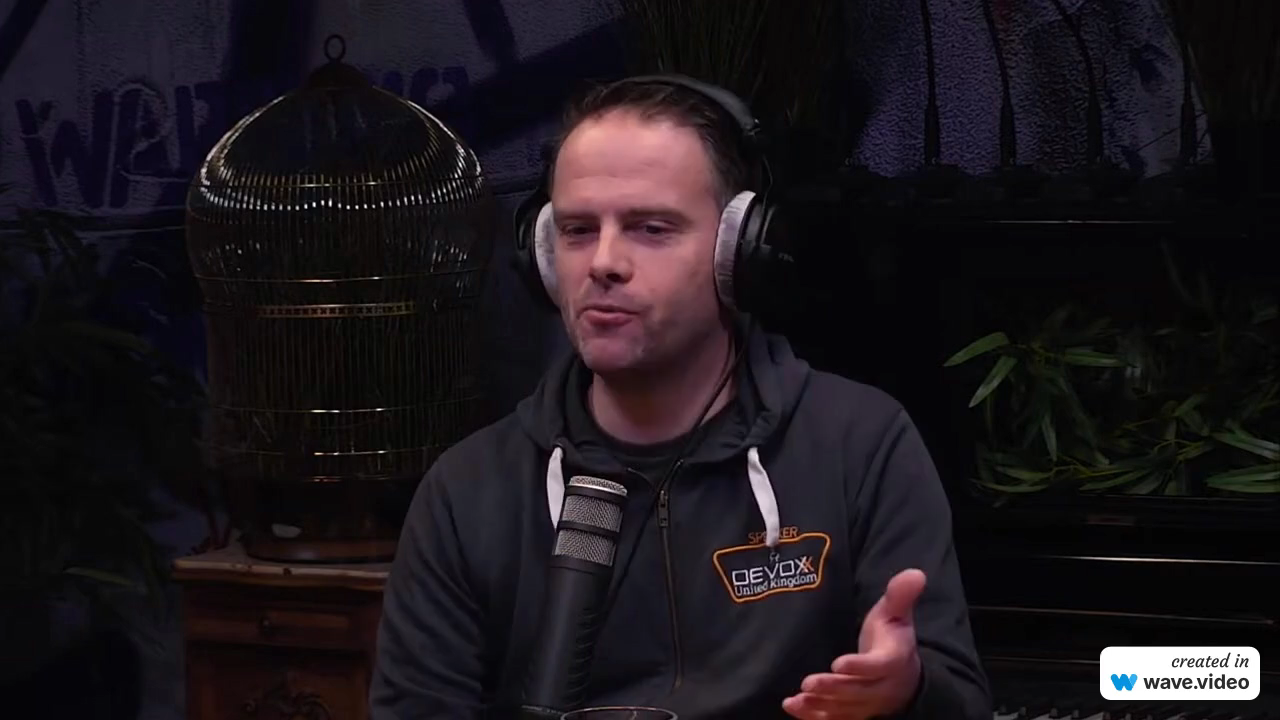 SPEAKER
DEVOXX
United Kingdom
created in
wave.video